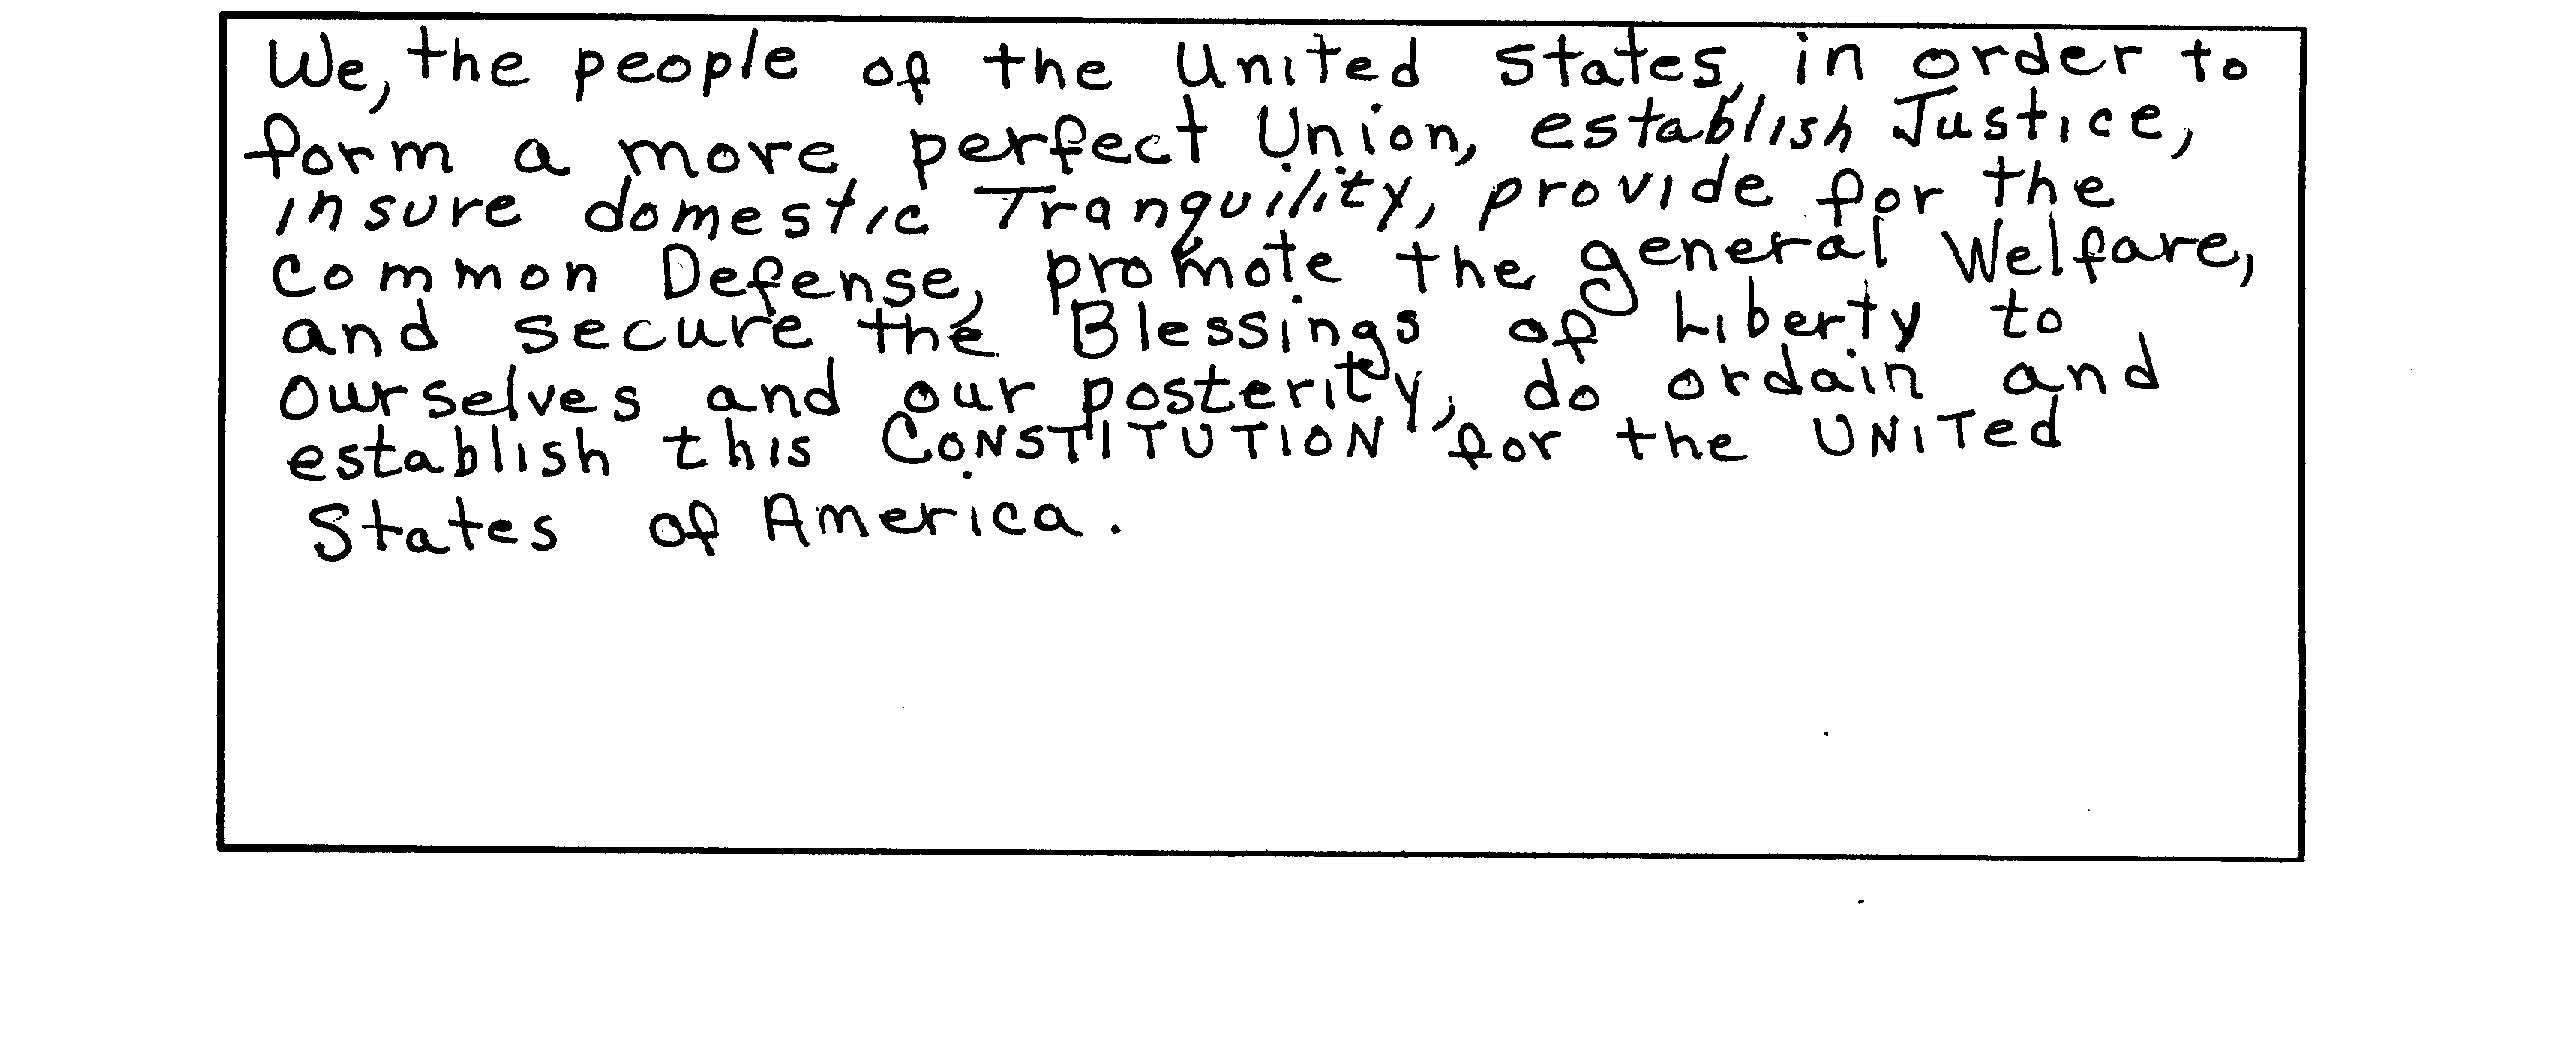 We, the people of the United States, in order to
form a more perfect Union, establish Justice,
insure domestic Tranquility, provide for the
Common Defense, promote the general Welfare,
and secure the Blessings of Liberty to
ourselves and our posterity, do ordain and
establish this CONSTITUTION for the UNITed
States of America.